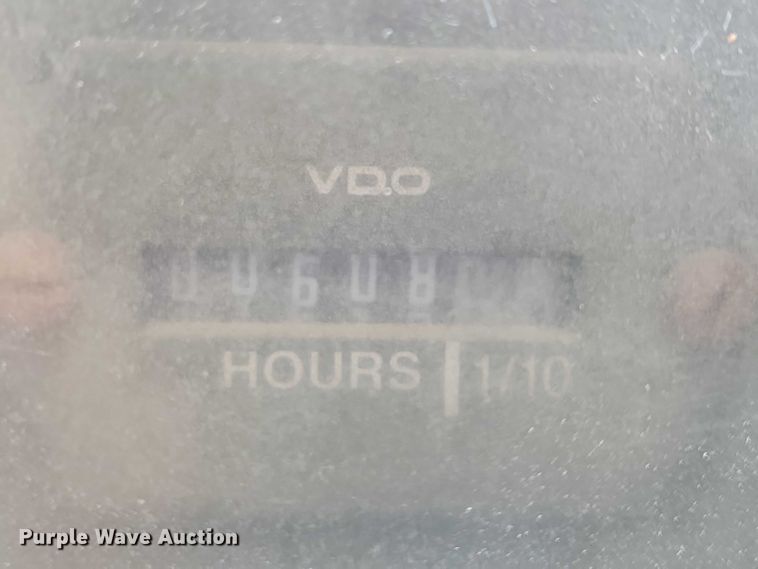 VDO
HOURS 1/10
Purple Wave Auction